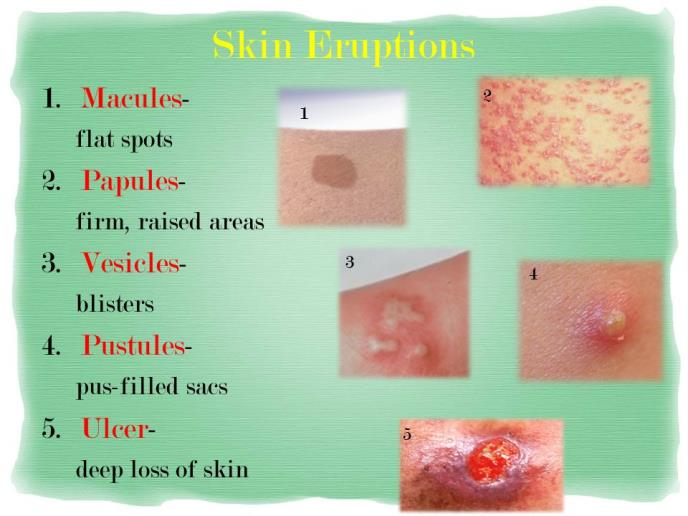 Skin Eruptions
1. Macules-
flat spots
2. Papules-
firm, raised areas
3. Vesicles-
blisters
4. Pustules-
pus-filled sacs
5. Ulcer-
deep loss of skin
1
2
3
4
5